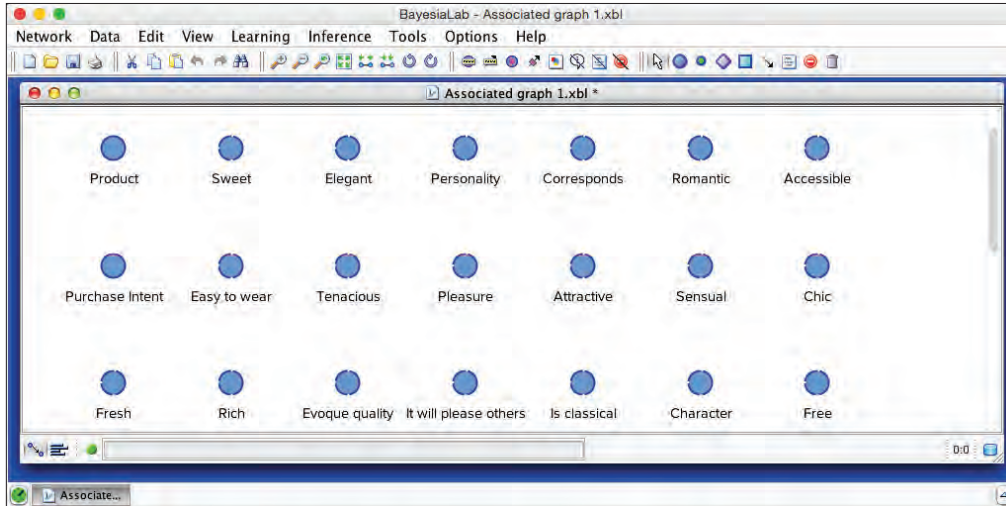 BayesiaLab - Associated graph 1.xbl
Network Data Edit View Learning Inference Tools Options Help
Associated graph 1.xbl *
Product Sweet Elegant Personality Corresponds Romantic Accessible
Purchase Intent Easy to wear Tenacious Pleasure Attractive Sensual Chic
Fresh Rich Evoque quality It will please others Is classical Character Free
0:0
Associate...